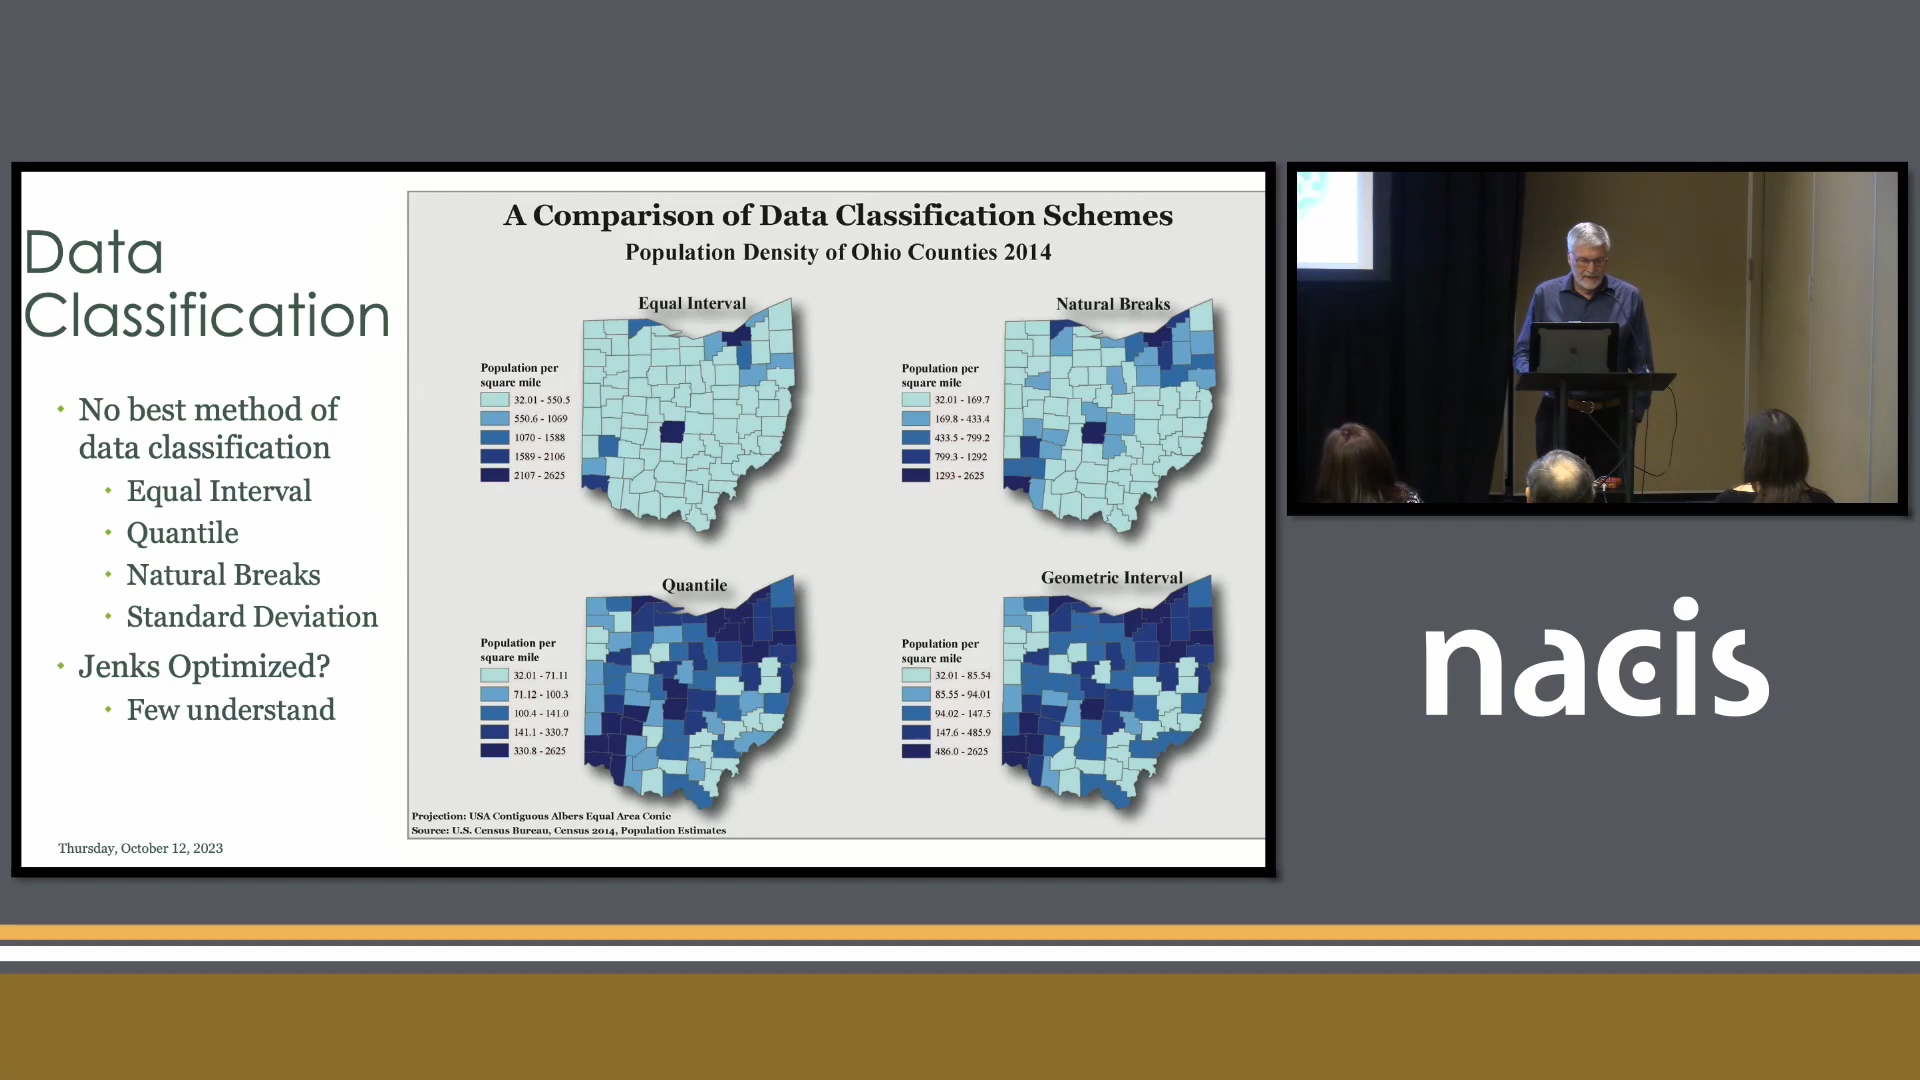 Data
Classification
No best method of
data classification
Equal Interval
Quantile
Natural Breaks
Standard Deviation
Jenks Optimized?
Few understand
Thursday, October 12, 2023
A Comparison of Data Classification Schemes
Population Density of Ohio Counties 2014
Equal Interval
Population per
square mile
32.01 - 550.5
550.6 - 1069
1070 - 1588
1589 - 2106
2107 - 2625
Natural Breaks
Population per
square mile
32.01 - 169.7
169.8 - 433.4
433.5 - 799.2
799.3 - 1292
1293 - 2625
Quantile
Population per
square mile
32.01 - 71.11
71.12 - 100.3
100.4 - 141.0
141.1 - 330.7
330.8 - 2625
Geometric Interval
Population per
square mile
32.01 - 85.54
85.55 - 94.01
94.02 - 147.5
147.6 - 485.9
486.0 - 2625
Projection: USA Contiguous Albers Equal Area Conic
Source: U.S. Census Bureau, Census 2014, Population Estimates
nacis